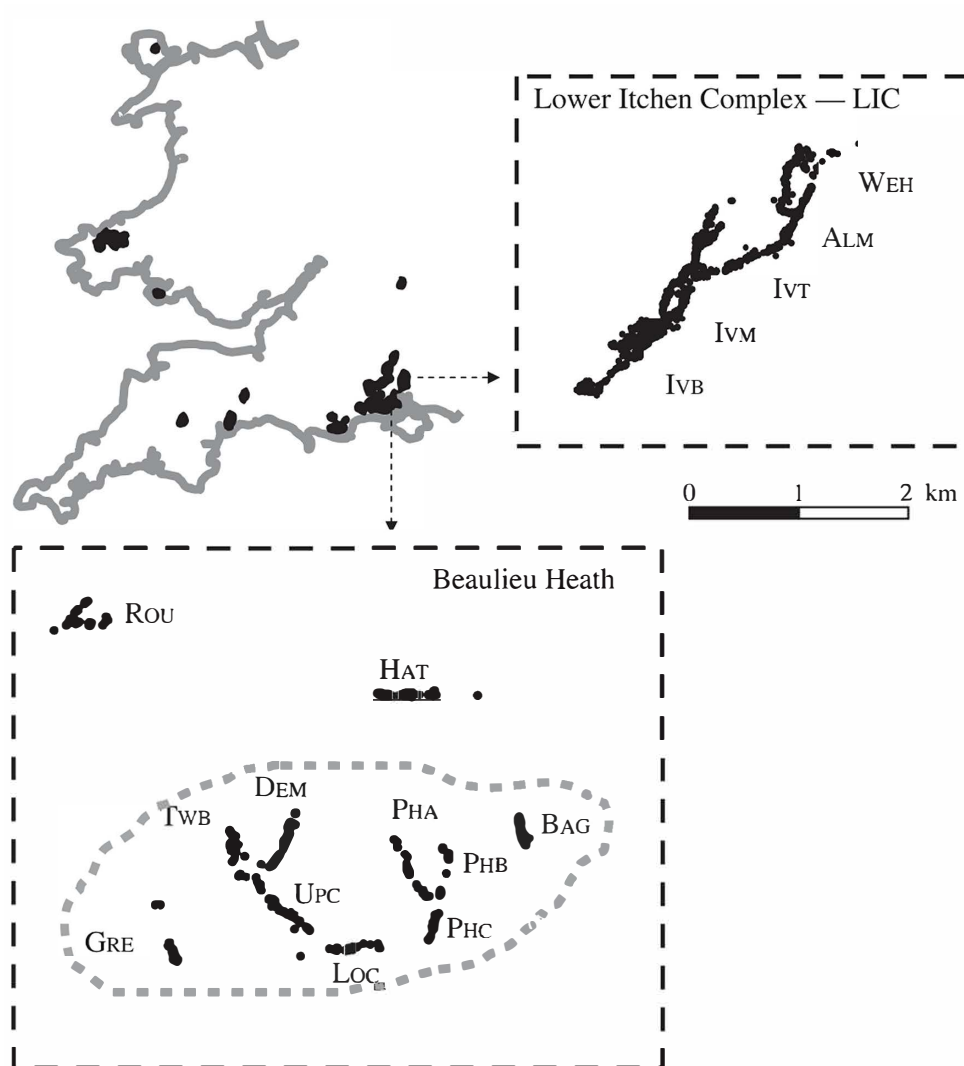 Lower Itchen Complex — LIC
WEH
ALM
IVT
IVM
IVB
0 1 2 km
Beaulieu Heath
ROU
HAT
DEM
TWB
PHA
BAG
PHB
UPC
PHC
GRE
LOC